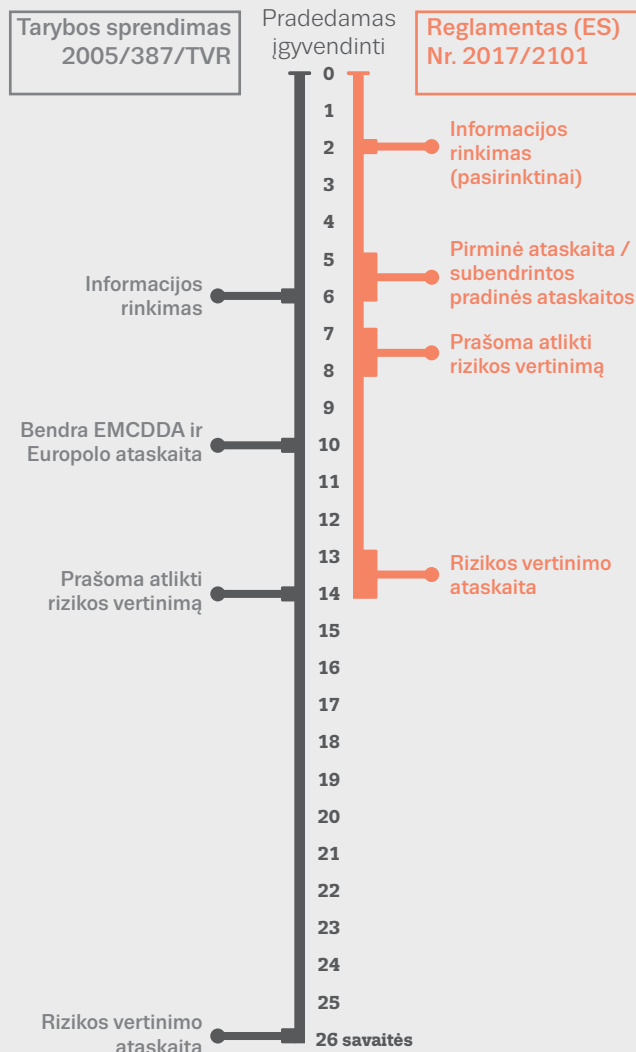 Tarybos sprendimas
2005/387/TVR
Pradedamas
įgyvendinti
Reglamentas (ES)
Nr. 2017/2101
0
1
2
3
4
5
6
7
8
9
10
11
12
13
14
15
16
17
18
19
20
21
22
23
24
25
26 savaitės
Informacijos
rinkimas
Bendra EMCDDA ir
Europolo ataskaita
Prašoma atlikti
rizikos vertinimą
Rizikos vertinimo
ataskaita
Informacijos
rinkimas
(pasirinktinai)
Pirminė ataskaita /
subendrintos
pradinės ataskaitos
Prašoma atlikti
rizikos vertinimą
Rizikos vertinimo
ataskaita